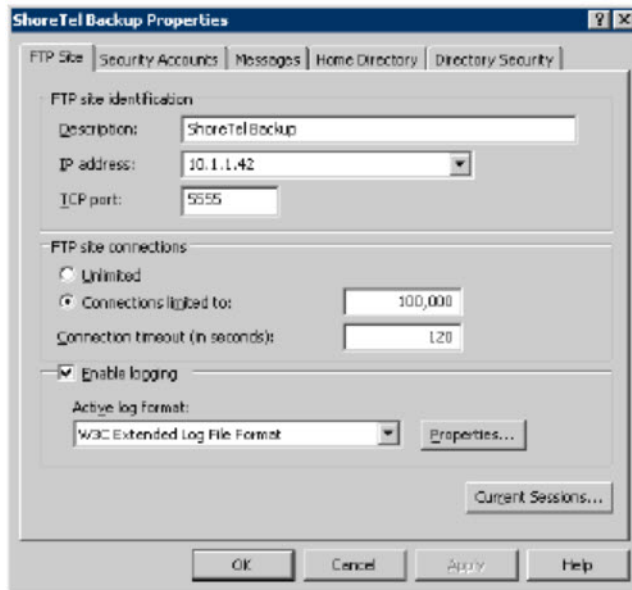 ShoreTel Backup Properties
FTP Site Security Accounts Messages Home Directory Directory Security
FTP site identification
Description: ShoreTel Backup
IP address: 10.1.1.42
TCP port: 5555
FTP site connections
Unlimited
Connections limited to: 100,000
Connection timeout (in seconds): 120
Enable logging
Active log format:
W3C Extended Log File Format Properties...
Current Sessions...
OK Cancel Apply Help